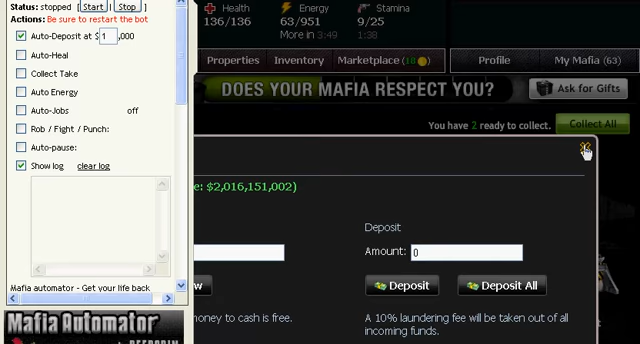 Status: stopped [ Start | Stop ]
Actions: Be sure to restart the bot
Auto-Deposit at $ 1 ,000
Auto-Heal
Collect Take
Auto Energy
Auto-Jobs off
Rob / Fight / Punch:
Auto-pause:
Show log clear log
Mafia automator - Get your life back
Mafia Automator
Health
136/136
Energy
63/951
More in 3:49
Stamina
9/25
1:38
Properties
Inventory
Marketplace (18)
Profile
My Mafia (63)
DOES YOUR MAFIA RESPECT YOU?
Ask for Gifts
You have 2 ready to collect.
Collect All
e: $2,016,151,002)
Deposit
Amount: 0
w
Deposit
Deposit All
money to cash is free.
A 10% laundering fee will be taken out of all
incoming funds.